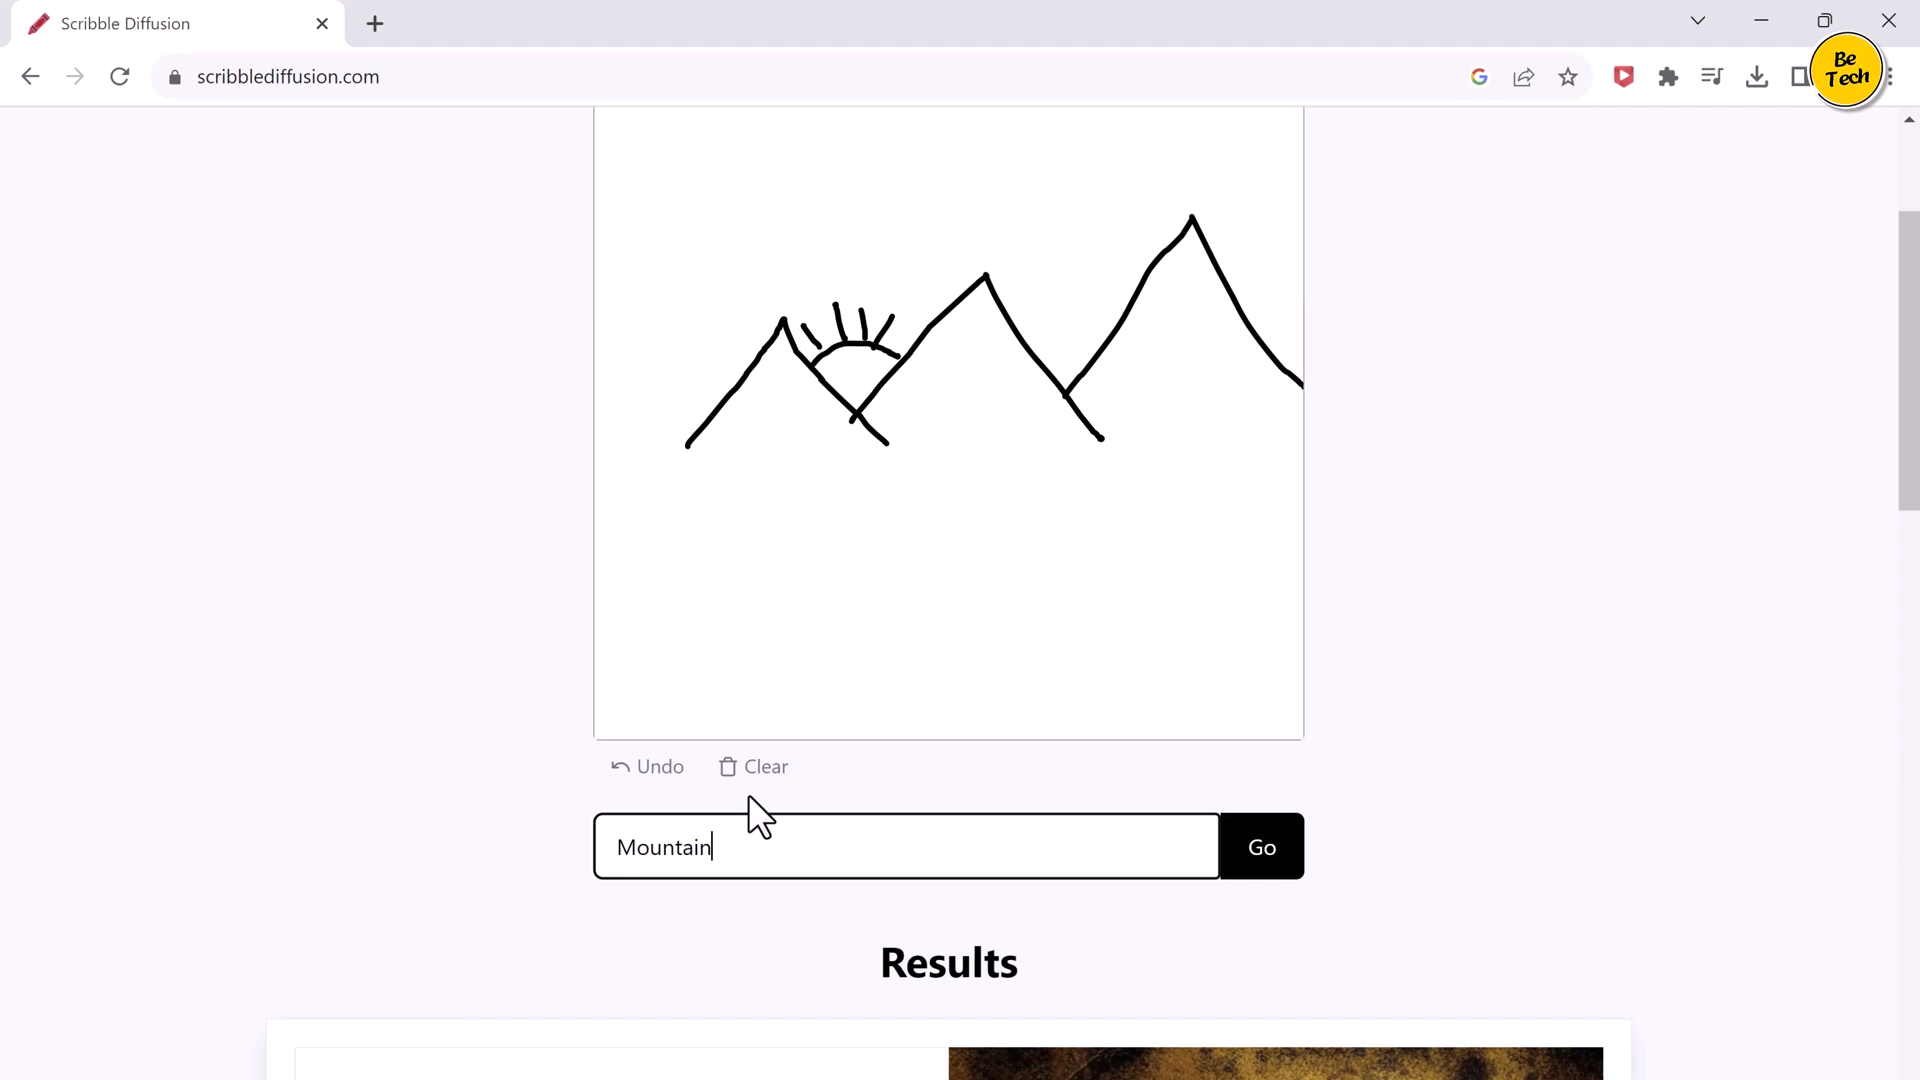 Scribble Diffusion
scribblediffusion.com
Be
Tech
Undo
Clear
Mountain
Go
Results